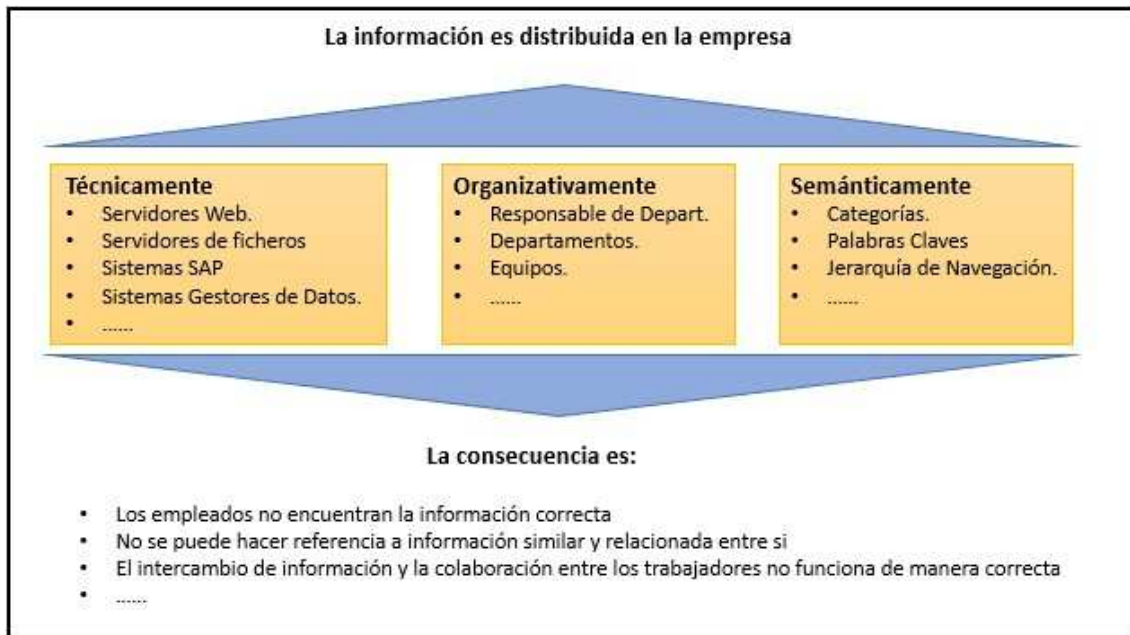 La información es distribuida en la empresa
Técnicamente
• Servidores Web.
• Servidores de ficheros
• Sistemas SAP
• Sistemas Gestores de Datos.
• ......
Organizativamente
• Responsable de Depart.
• Departamentos.
• Equipos.
• ......
Semánticamente
• Categorías.
• Palabras Claves
• Jerarquía de Navegación.
• ......
La consecuencia es:
• Los empleados no encuentran la información correcta
• No se puede hacer referencia a información similar y relacionada entre si
• El intercambio de información y la colaboración entre los trabajadores no funciona de manera correcta
• ......